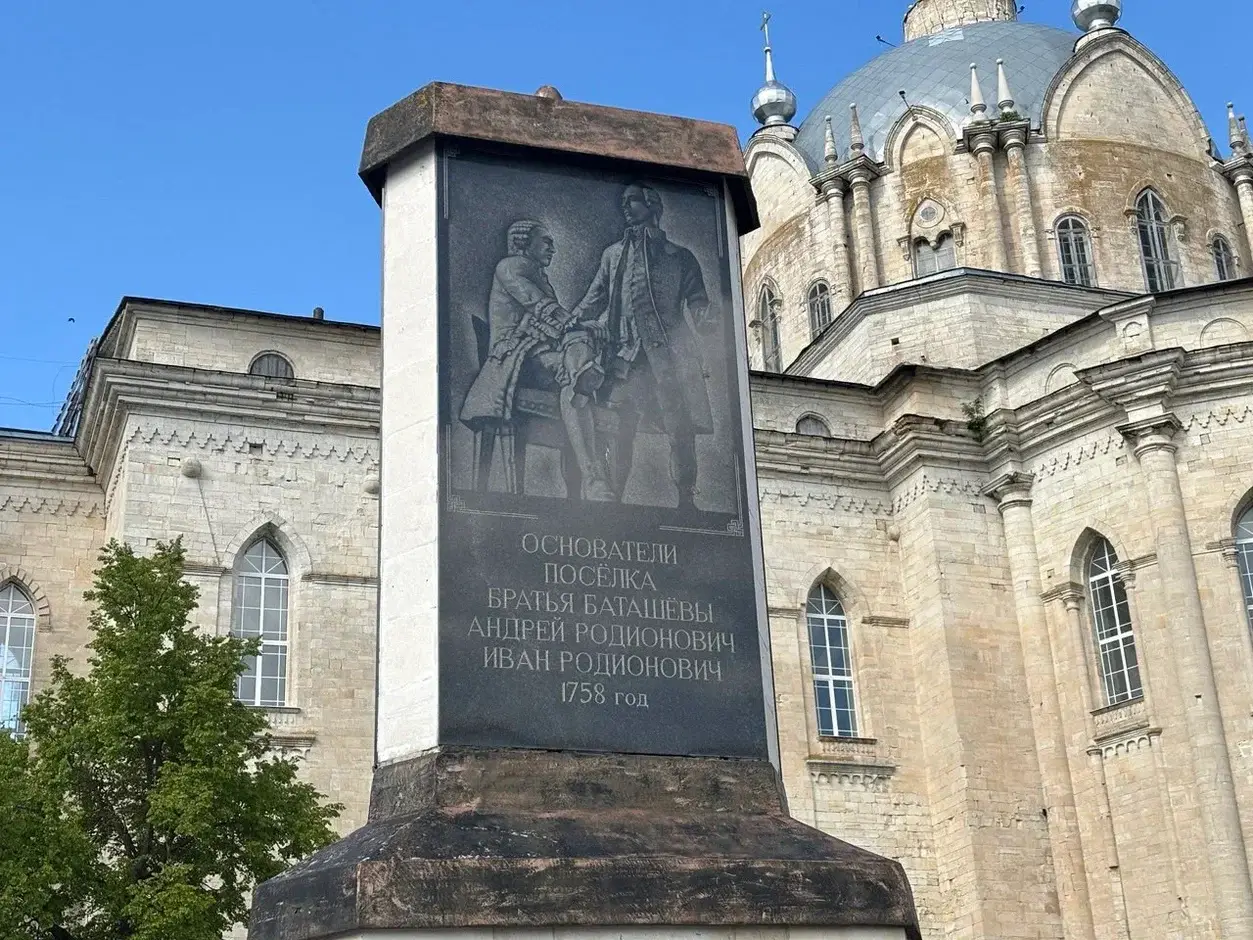 ОСНОВАТЕЛИ
ПОСЁЛКА
БРАТЬЯ БАТАШЁВЫ
АНДРЕЙ РОДИОНОВИЧ
ИВАН РОДИОНОВИЧ
1758 год